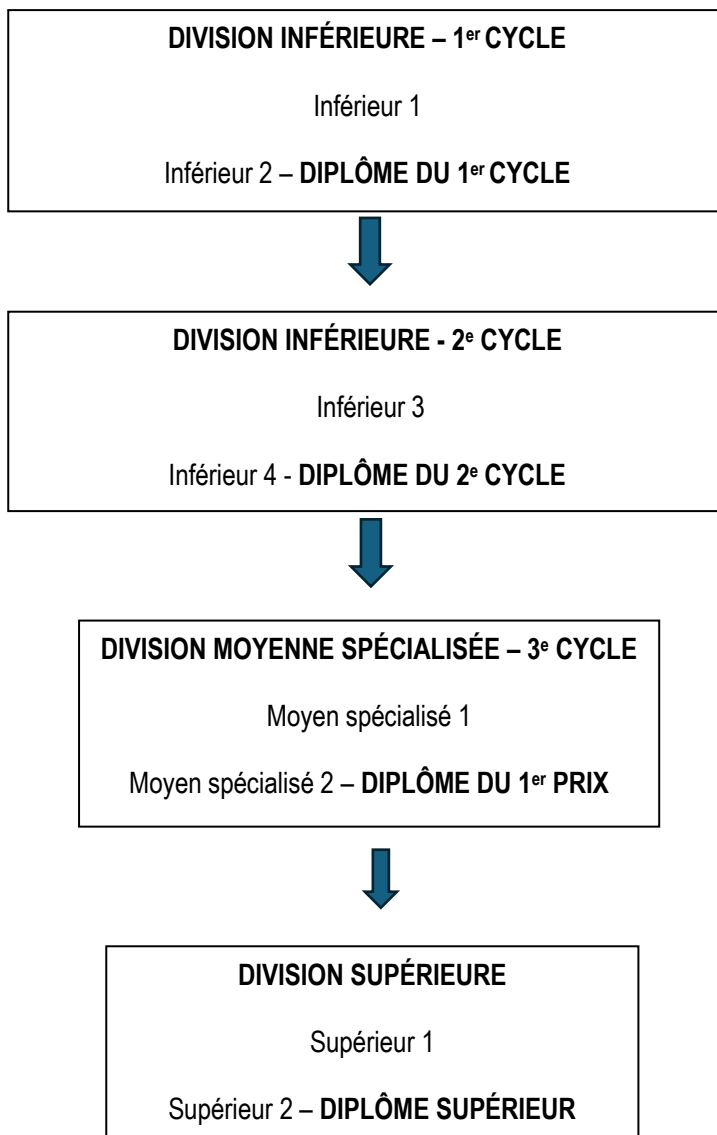 DIVISION INFÉRIEURE – 1er CYCLE
Inférieur 1
Inférieur 2 – DIPLÔME DU 1er CYCLE
DIVISION INFÉRIEURE - 2e CYCLE
Inférieur 3
Inférieur 4 - DIPLÔME DU 2e CYCLE
DIVISION MOYENNE SPÉCIALISÉE – 3e CYCLE
Moyen spécialisé 1
Moyen spécialisé 2 – DIPLÔME DU 1er PRIX
DIVISION SUPÉRIEURE
Supérieur 1
Supérieur 2 – DIPLÔME SUPÉRIEUR